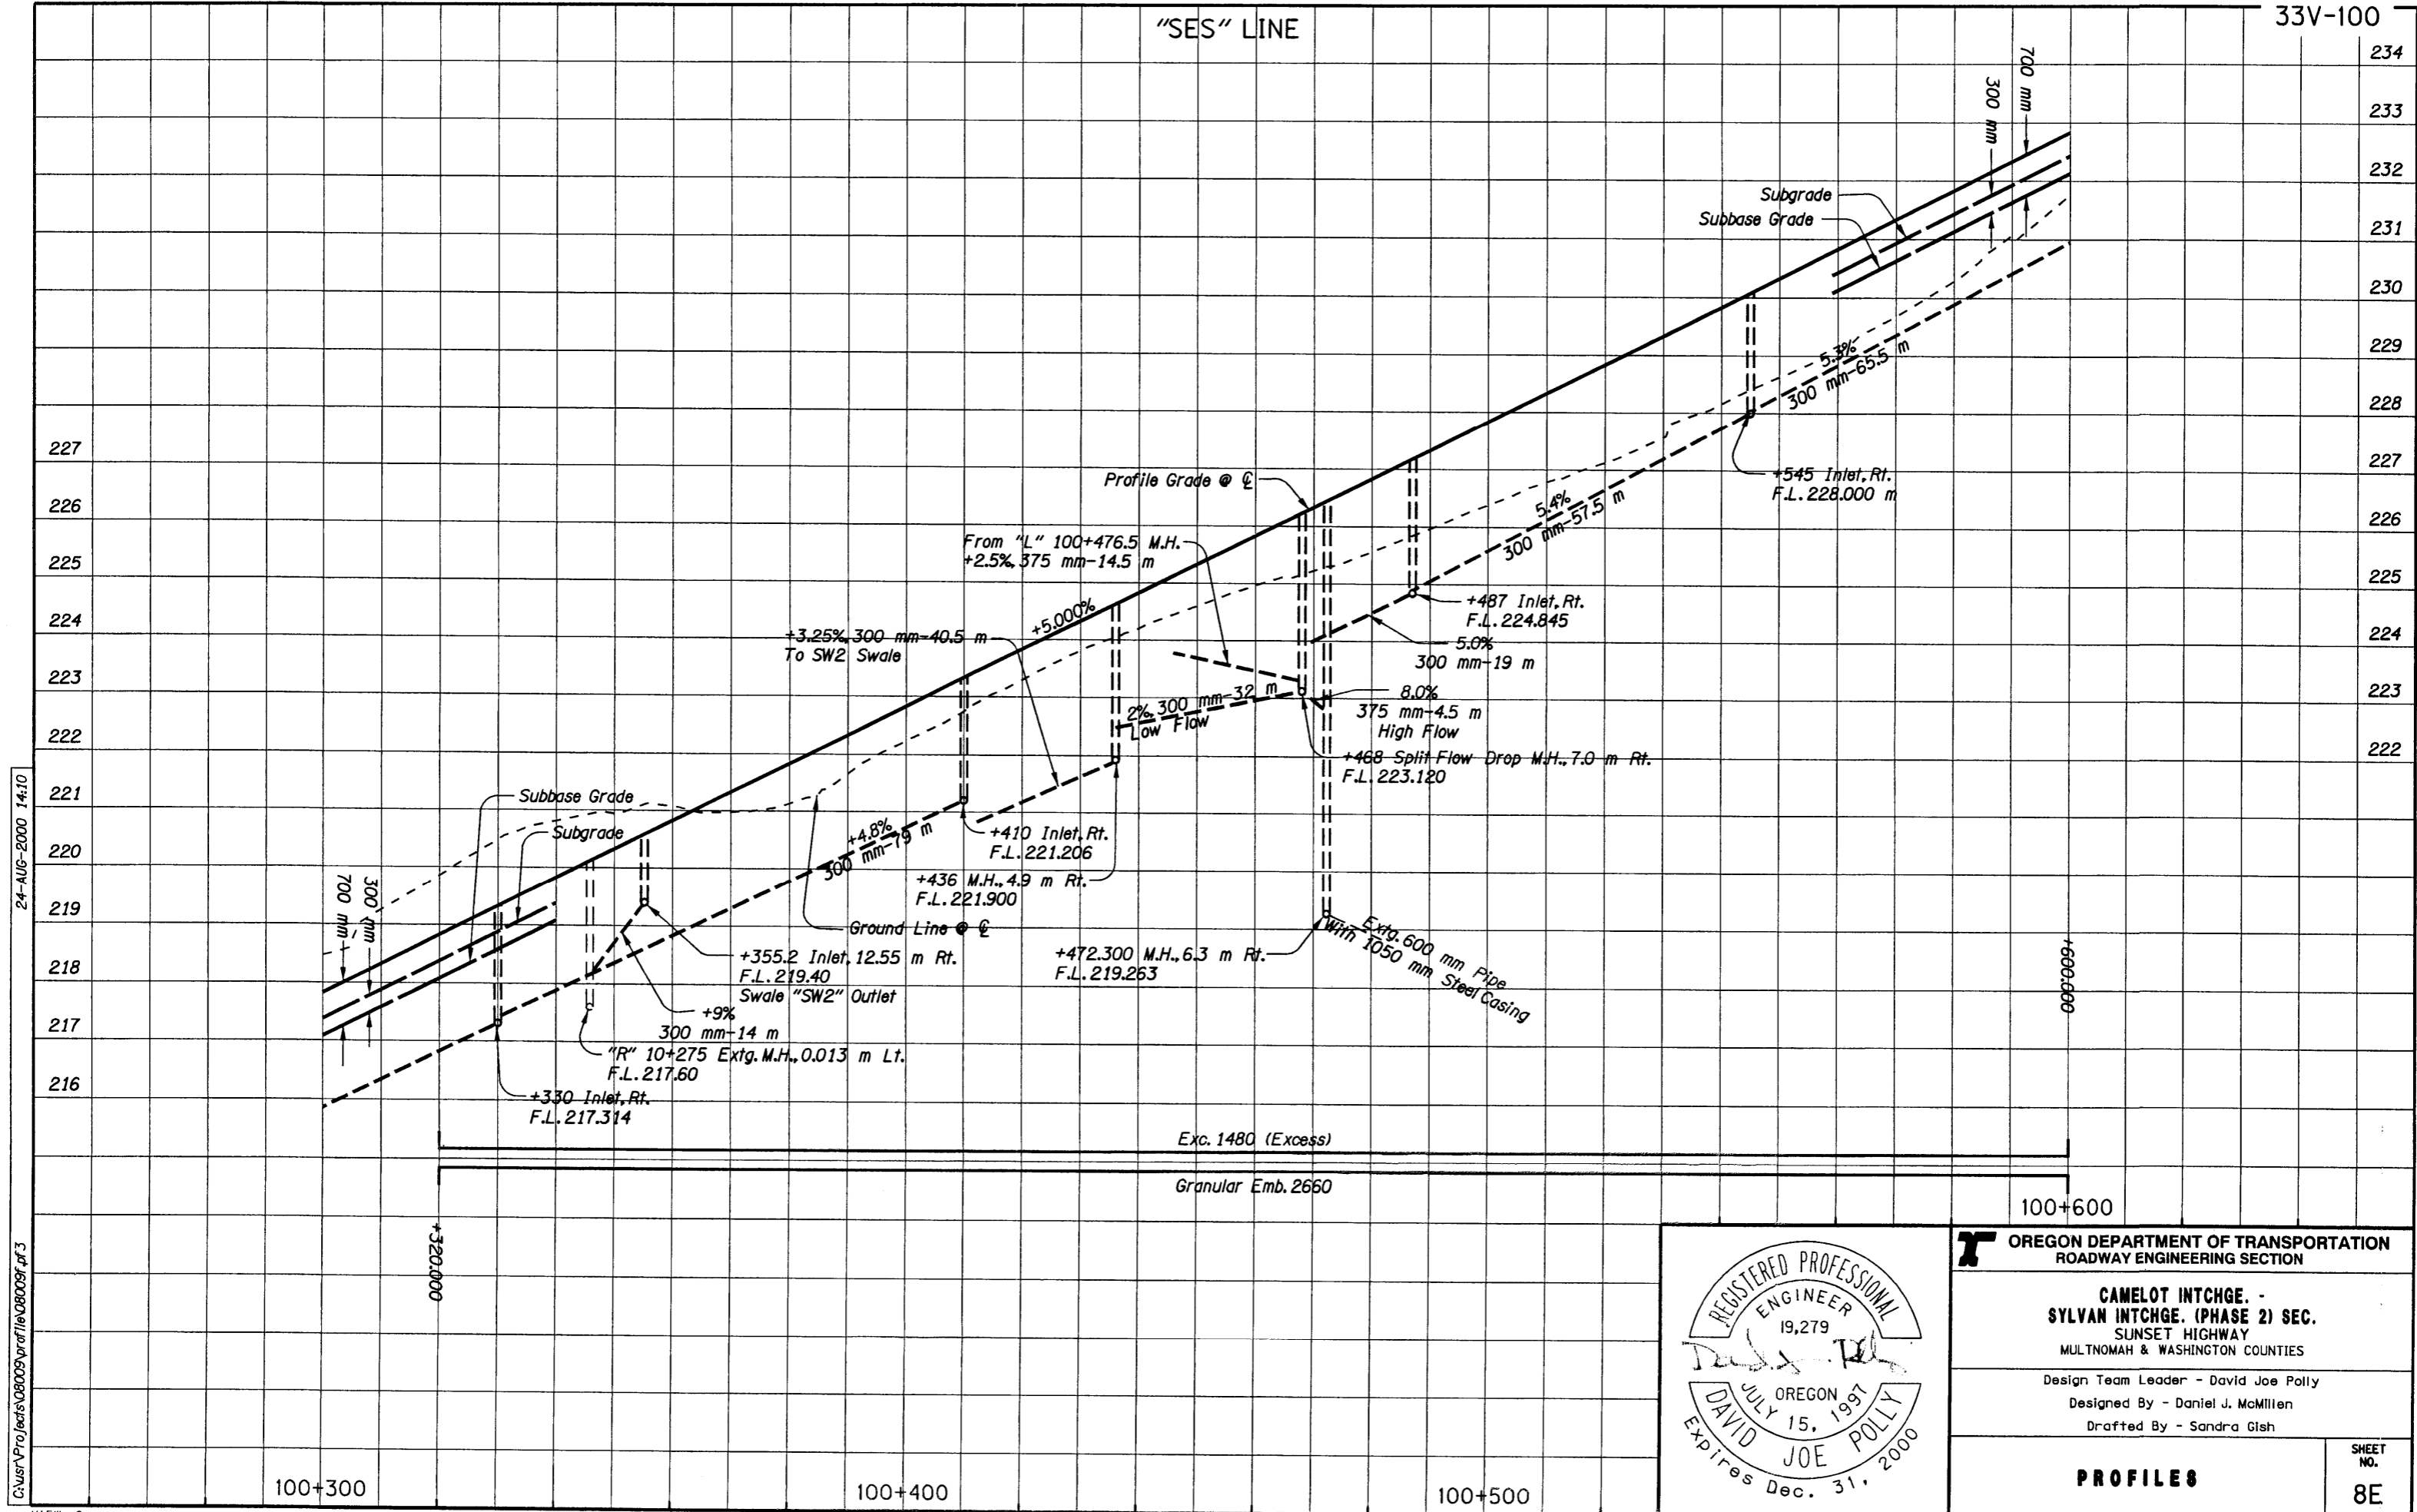 "SES" LINE
33V-100
234
233
232
231
230
229
228
227
226
225
224
223
222
227
226
225
224
223
222
221
220
219
218
217
216
700 mm
300 mm
Subgrade
Subbase Grade
5.3%
300 mm-65.5 m
+545 Inlet, Rt.
F.L. 228.000 m
Profile Grade @ ℄
5.4%
300 mm-57.5 m
From "L" 100+476.5 M.H.
+2.5%, 375 mm-14.5 m
+487 Inlet, Rt.
F.L. 224.845
5.0%
300 mm-19 m
+5.000%
+3.25%, 300 mm-40.5 m
To SW2 Swale
2%, 300 mm-32 m
Low Flow
8.0%
375 mm-4.5 m
High Flow
+468 Split Flow Drop M.H., 7.0 m Rt.
F.L. 223.120
Subbase Grade
Subgrade
+4.8%
300 mm-79 m
+410 Inlet, Rt.
F.L. 221.206
+436 M.H., 4.9 m Rt.
F.L. 221.900
Ground Line @ ℄
700 mm
300 mm
+355.2 Inlet, 12.55 m Rt.
F.L. 219.40
Swale "SW2" Outlet
+472.300 M.H., 6.3 m Rt.
F.L. 219.263
Extg. 600 mm Pipe
With 1050 mm Steel Casing
+9%
300 mm-14 m
"R" 10+275 Extg. M.H., 0.013 m Lt.
F.L. 217.60
+330 Inlet, Rt.
F.L. 217.314
+600.000
Exc. 1480 (Excess)
Granular Emb. 2660
+320.000
100+600
100+300
100+400
100+500
24-AUG-2000 14:10
C:\usr\Projects\08009\profile\08009f.pf3
REGISTERED PROFESSIONAL
ENGINEER
19,279
OREGON
JULY 15, 1997
DAVID JOE POLLY
Expires Dec. 31, 2000
OREGON DEPARTMENT OF TRANSPORTATION
ROADWAY ENGINEERING SECTION
CAMELOT INTCHGE. -
SYLVAN INTCHGE. (PHASE 2) SEC.
SUNSET HIGHWAY
MULTNOMAH & WASHINGTON COUNTIES
Design Team Leader - David Joe Polly
Designed By - Daniel J. McMillen
Drafted By - Sandra Gish
PROFILES
SHEET
NO.
8E